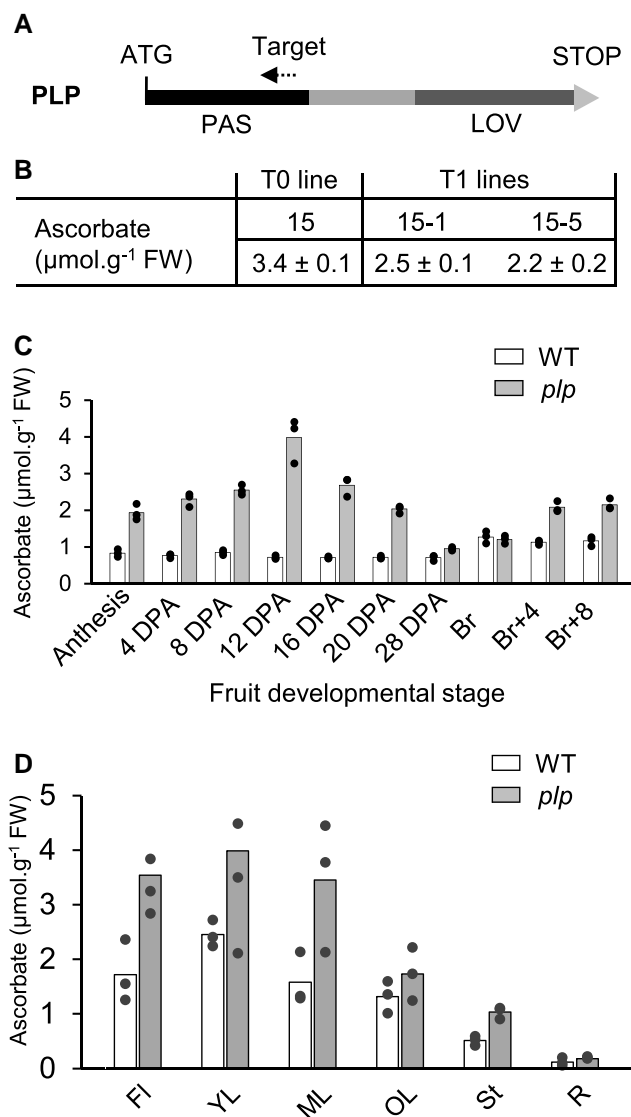 A
ATG
Target
STOP
PLP
PAS
LOV
B
T0 line
T1 lines
Ascorbate
(µmol.g⁻¹ FW)
15
15-1
15-5
3.4 ± 0.1
2.5 ± 0.1
2.2 ± 0.2
C
WT
plp
Ascorbate (µmol.g⁻¹ FW)
5
4
3
2
1
0
Anthesis
4 DPA
8 DPA
12 DPA
16 DPA
20 DPA
28 DPA
Br
Br+4
Br+8
Fruit developmental stage
D
WT
plp
Ascorbate (µmol.g⁻¹ FW)
5
4
3
2
1
0
Fl
YL
ML
OL
St
R